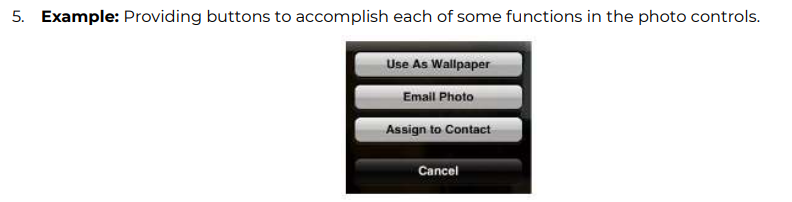 5. Example: Providing buttons to accomplish each of some functions in the photo controls.
Use As Wallpaper
Email Photo
Assign to Contact
Cancel